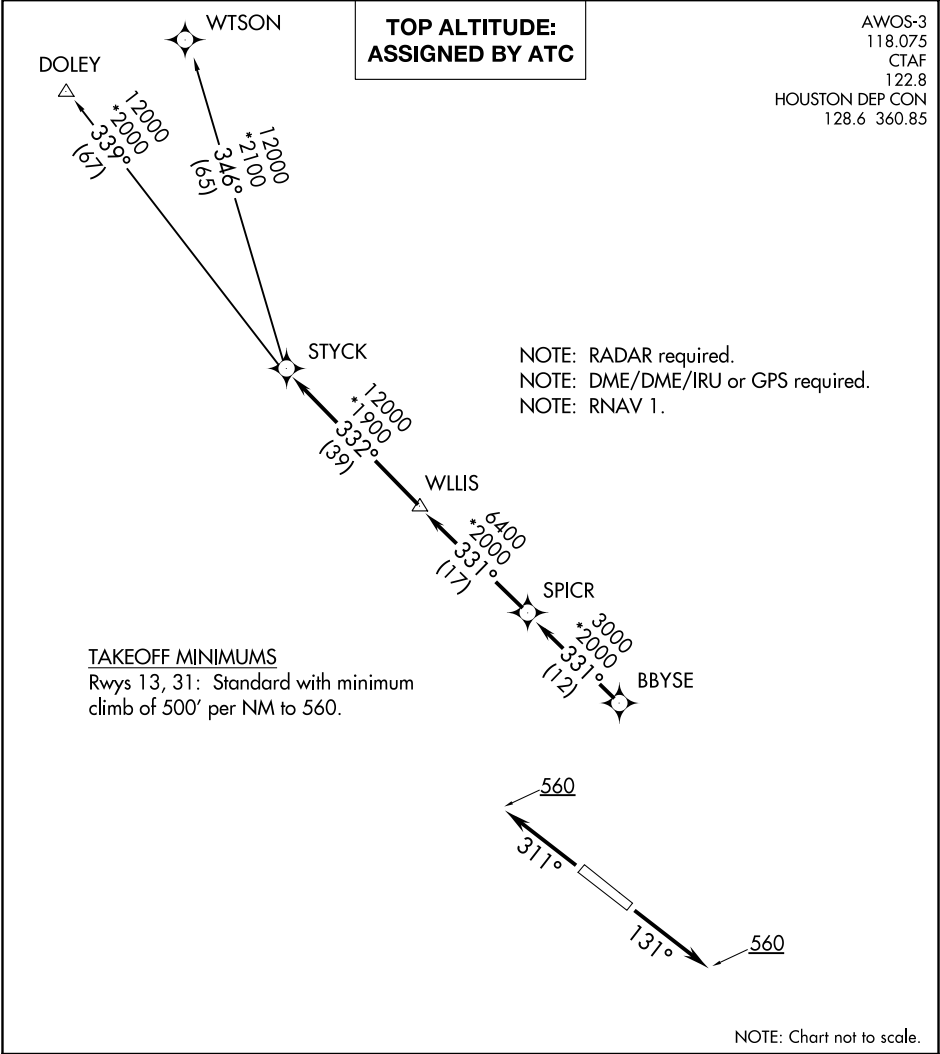 TOP ALTITUDE:
ASSIGNED BY ATC
AWOS-3
118.075
CTAF
122.8
HOUSTON DEP CON
128.6 360.85
WTSON
DOLEY
12000
*2000
339°
(67)
12000
*2100
346°
(65)
STYCK
NOTE: RADAR required.
NOTE: DME/DME/IRU or GPS required.
NOTE: RNAV 1.
12000
*1900
332°
(39)
WLLIS
6400
*2000
331°
(17)
SPICR
3000
*2000
331°
(12)
BBYSE
TAKEOFF MINIMUMS
Rwys 13, 31: Standard with minimum
climb of 500' per NM to 560.
560
311°
131°
560
NOTE: Chart not to scale.